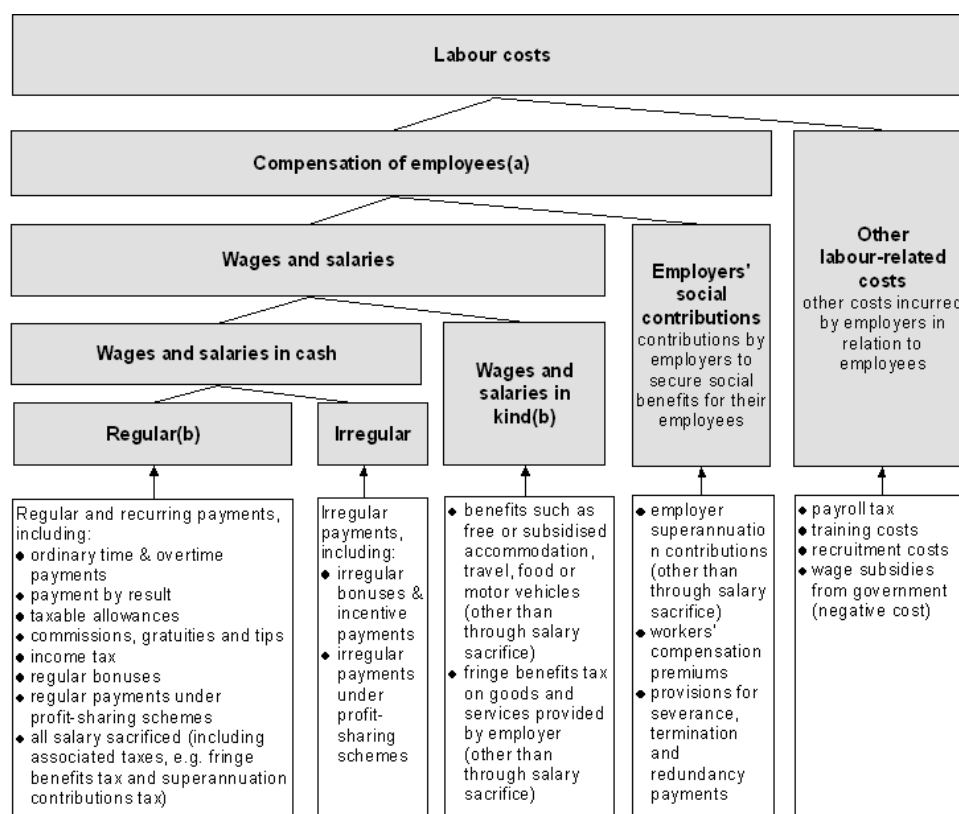 Labour costs
Compensation of employees(a)
Other
labour-related
costs
other costs incurred
by employers in
relation to
employees
Wages and salaries
Employers'
social
contributions
contributions by
employers to
secure social
benefits for their
employees
Wages and salaries in cash
Wages and
salaries in
kind(b)
Regular(b)
Irregular
Regular and recurring payments,
including:
● ordinary time & overtime
payments
● payment by result
● taxable allowances
● commissions, gratuities and tips
● income tax
● regular bonuses
● regular payments under
profit-sharing schemes
● all salary sacrificed (including
associated taxes, e.g. fringe
benefits tax and superannuation
contributions tax)
Irregular
payments,
including:
● irregular
bonuses &
incentive
payments
● irregular
payments
under
profit-
sharing
schemes
● benefits such as
free or subsidised
accommodation,
travel, food or
motor vehicles
(other than
through salary
sacrifice)
● fringe benefits tax
on goods and
services provided
by employer
(other than
through salary
sacrifice)
● employer
superannuatio
n contributions
(other than
through salary
sacrifice)
● workers'
compensation
premiums
● provisions for
severance,
termination
and
redundancy
payments
● payroll tax
● training costs
● recruitment costs
● wage subsidies
from government
(negative cost)